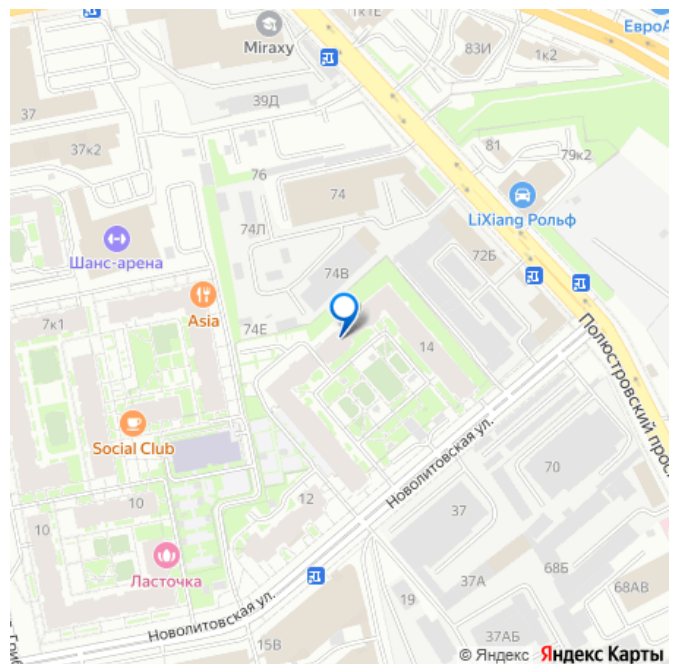 1к1Е
ЕвроА
Miraxy
83И
1к2
39Д
37
37к2
81
79к2
76
74
LiXiang Рольф
74Л
72Б
Шанс-арена
74В
Asia
7к1
74Е
14
Полюстровский прос
Social Club
Новолитовская ул.
70
10
12
37
10
Ласточка
68Б
37А
68АВ
19
Новолитовская ул.
15В
37АБ
© Яндекс Яндекс Карты